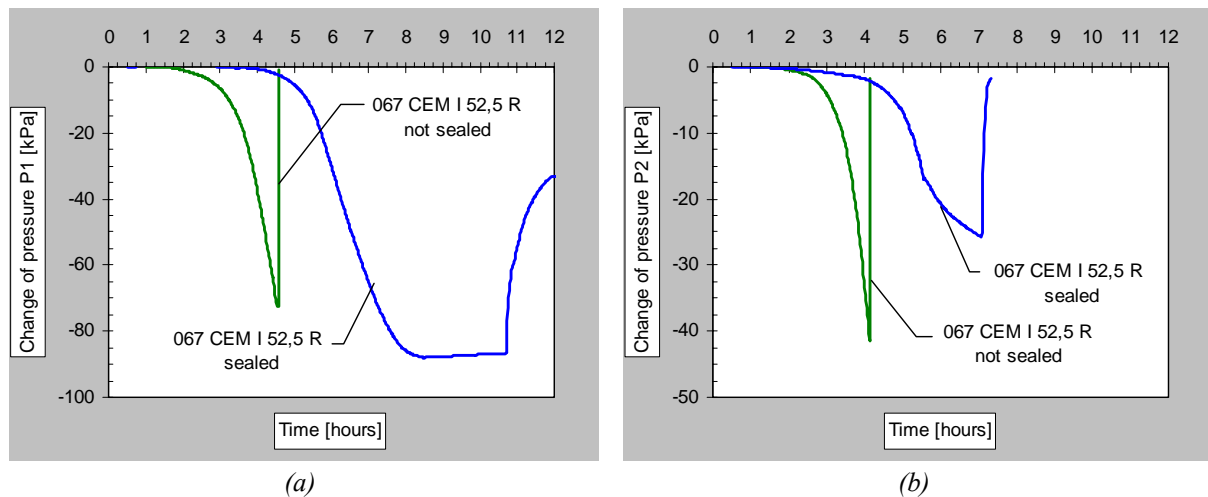 0 1 2 3 4 5 6 7 8 9 10 11 12
0
-20
-40
-60
-80
-100
Change of pressure P1 [kPa]
067 CEM I 52,5 R
not sealed
067 CEM I 52,5 R
sealed
Time [hours]
(a)
0 1 2 3 4 5 6 7 8 9 10 11 12
0
-10
-20
-30
-40
-50
Change of pressure P2 [kPa]
067 CEM I 52,5 R
sealed
067 CEM I 52,5 R
not sealed
Time [hours]
(b)